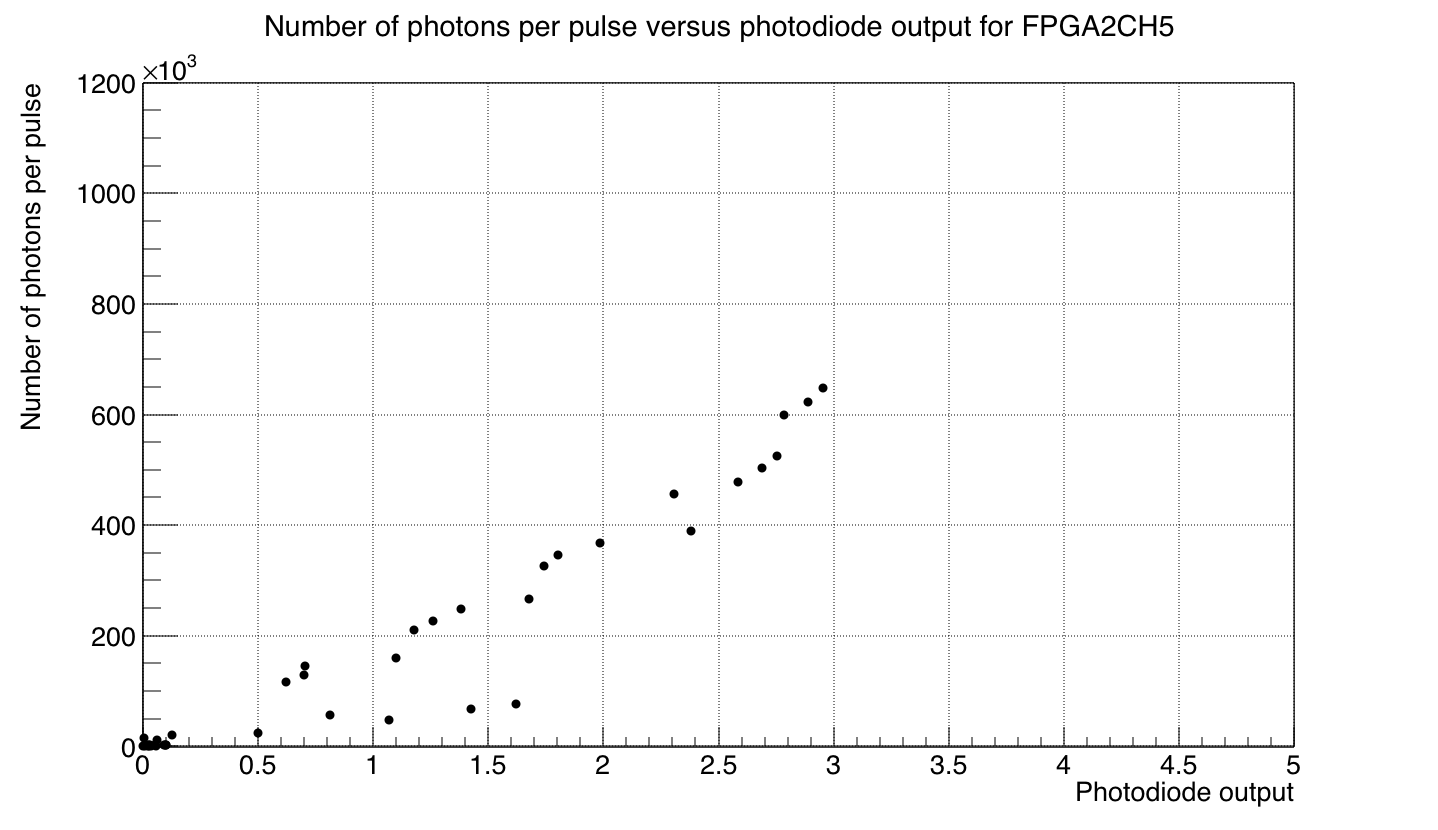 Number of photons per pulse versus photodiode output for FPGA2CH5
×10³
Number of photons per pulse
1200
1000
800
600
400
200
0
0 0.5 1 1.5 2 2.5 3 3.5 4 4.5 5
Photodiode output